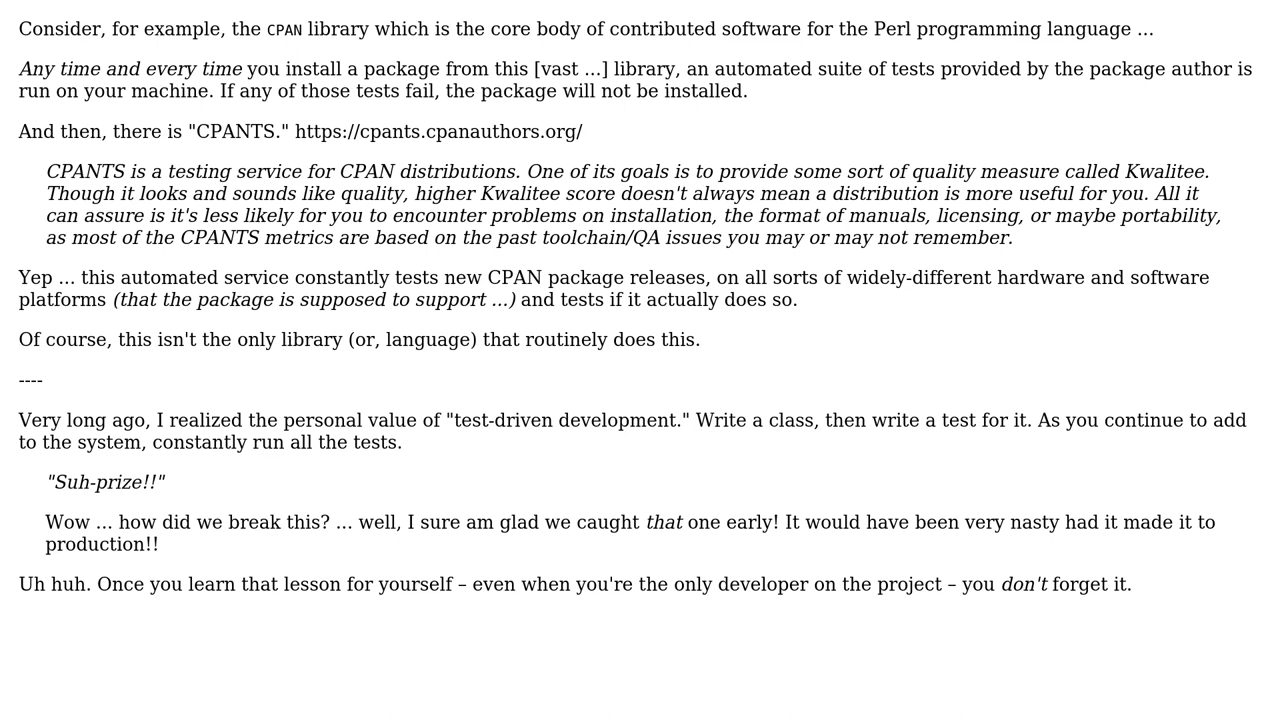 Consider, for example, the CPAN library which is the core body of contributed software for the Perl programming language ...
Any time and every time you install a package from this [vast ...] library, an automated suite of tests provided by the package author is
run on your machine. If any of those tests fail, the package will not be installed.
And then, there is "CPANTS." https://cpants.cpanauthors.org/
CPANTS is a testing service for CPAN distributions. One of its goals is to provide some sort of quality measure called Kwalitee.
Though it looks and sounds like quality, higher Kwalitee score doesn't always mean a distribution is more useful for you. All it
can assure is it's less likely for you to encounter problems on installation, the format of manuals, licensing, or maybe portability,
as most of the CPANTS metrics are based on the past toolchain/QA issues you may or may not remember.
Yep ... this automated service constantly tests new CPAN package releases, on all sorts of widely-different hardware and software
platforms (that the package is supposed to support ...) and tests if it actually does so.
Of course, this isn't the only library (or, language) that routinely does this.
----
Very long ago, I realized the personal value of "test-driven development." Write a class, then write a test for it. As you continue to add
to the system, constantly run all the tests.
"Suh-prize!!"
Wow ... how did we break this? ... well, I sure am glad we caught that one early! It would have been very nasty had it made it to
production!!
Uh huh. Once you learn that lesson for yourself – even when you're the only developer on the project – you don't forget it.